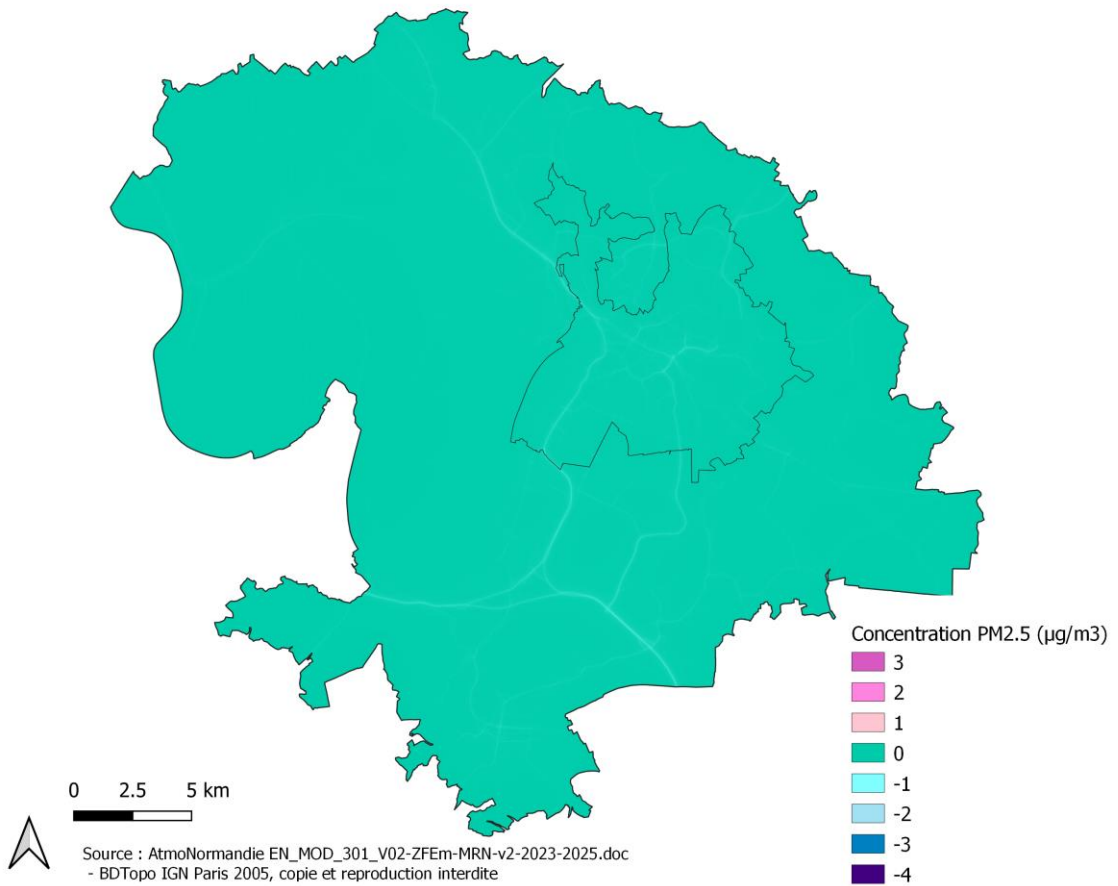 Concentration PM2.5 (µg/m3)
3
2
1
0
-1
-2
-3
-4
0 2.5 5 km
Source : AtmoNormandie EN_MOD_301_V02-ZFEm-MRN-v2-2023-2025.doc
- BDTopo IGN Paris 2005, copie et reproduction interdite